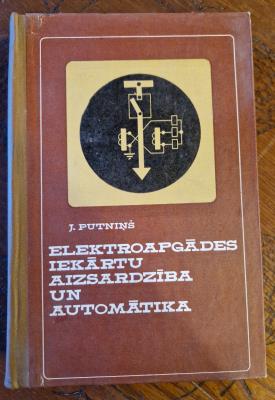 J. PUTNIŅŠ
ELEKTROAPGĀDES
IEKĀRTU
AIZSARDZĪBA
UN
AUTOMĀTIKA